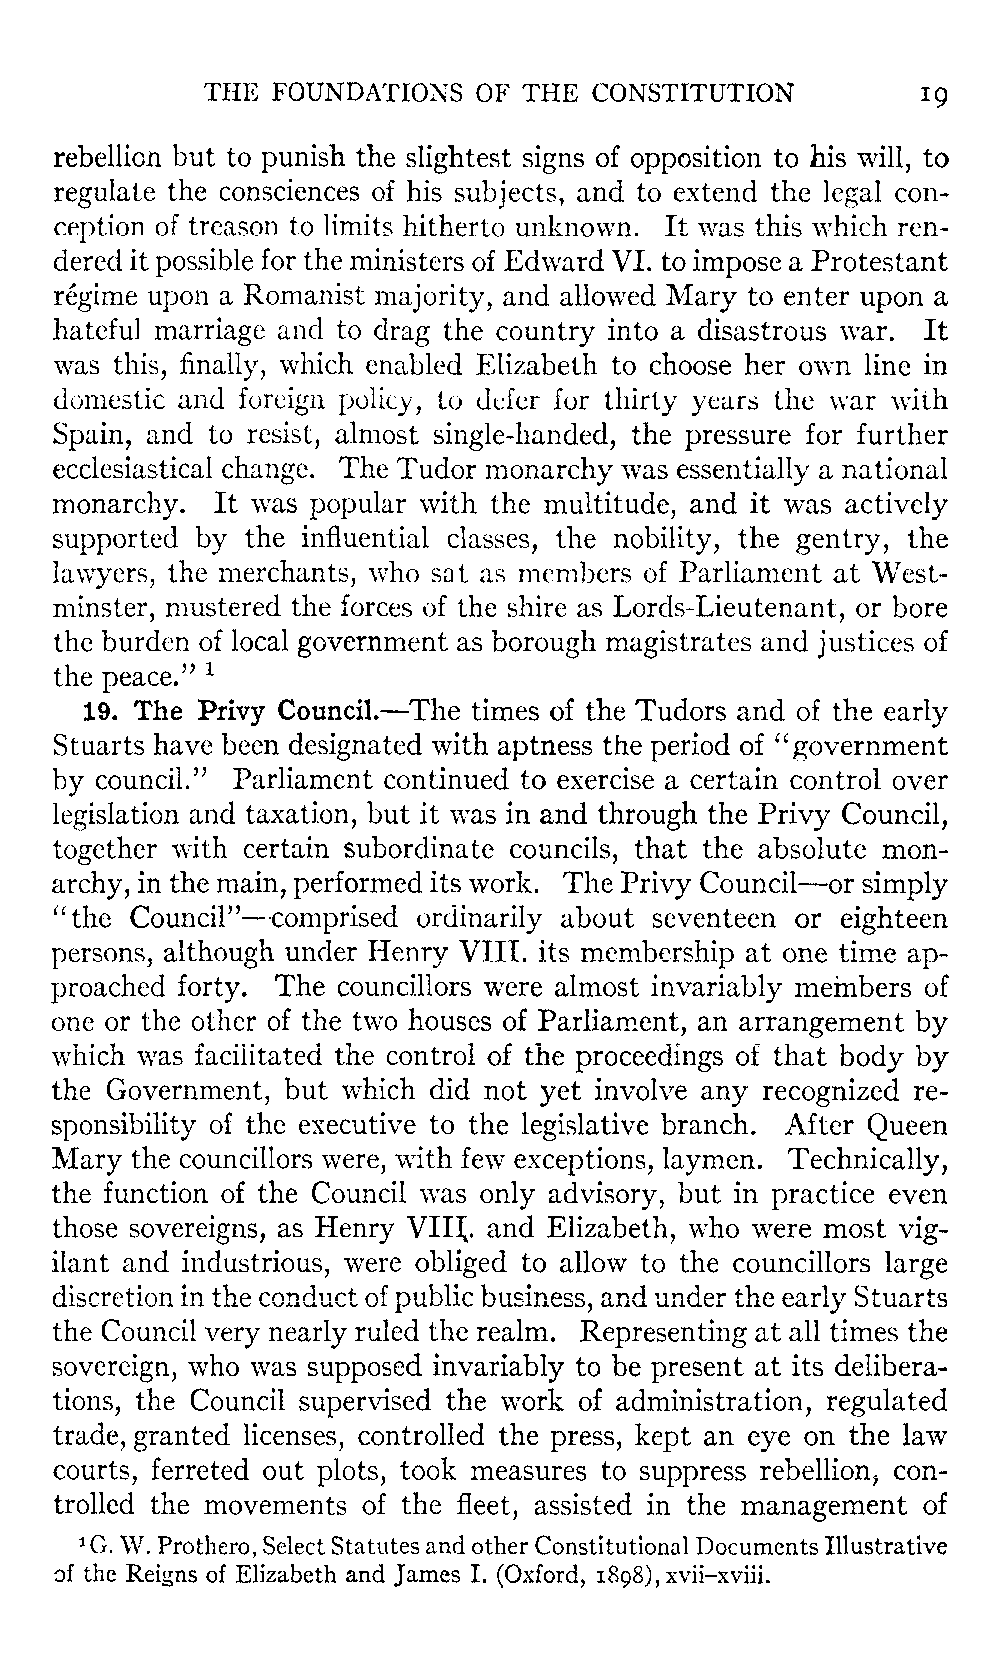 THE FOUNDATIONS OF THE CONSTITUTION 19
rebellion but to punish the slightest signs of opposition to his will, to
regulate the consciences of his subjects, and to extend the legal con-
ception of treason to limits hitherto unknown. It was this which ren-
dered it possible for the ministers of Edward VI. to impose a Protestant
régime upon a Romanist majority, and allowed Mary to enter upon a
hateful marriage and to drag the country into a disastrous war. It
was this, finally, which enabled Elizabeth to choose her own line in
domestic and foreign policy, to defer for thirty years the war with
Spain, and to resist, almost single-handed, the pressure for further
ecclesiastical change. The Tudor monarchy was essentially a national
monarchy. It was popular with the multitude, and it was actively
supported by the influential classes, the nobility, the gentry, the
lawyers, the merchants, who sat as members of Parliament at West-
minster, mustered the forces of the shire as Lords-Lieutenant, or bore
the burden of local government as borough magistrates and justices of
the peace." 1
19. The Privy Council.—The times of the Tudors and of the early
Stuarts have been designated with aptness the period of "government
by council." Parliament continued to exercise a certain control over
legislation and taxation, but it was in and through the Privy Council,
together with certain subordinate councils, that the absolute mon-
archy, in the main, performed its work. The Privy Council—or simply
"the Council"—comprised ordinarily about seventeen or eighteen
persons, although under Henry VIII. its membership at one time ap-
proached forty. The councillors were almost invariably members of
one or the other of the two houses of Parliament, an arrangement by
which was facilitated the control of the proceedings of that body by
the Government, but which did not yet involve any recognized re-
sponsibility of the executive to the legislative branch. After Queen
Mary the councillors were, with few exceptions, laymen. Technically,
the function of the Council was only advisory, but in practice even
those sovereigns, as Henry VIII. and Elizabeth, who were most vig-
ilant and industrious, were obliged to allow to the councillors large
discretion in the conduct of public business, and under the early Stuarts
the Council very nearly ruled the realm. Representing at all times the
sovereign, who was supposed invariably to be present at its delibera-
tions, the Council supervised the work of administration, regulated
trade, granted licenses, controlled the press, kept an eye on the law
courts, ferreted out plots, took measures to suppress rebellion, con-
trolled the movements of the fleet, assisted in the management of
1 G. W. Prothero, Select Statutes and other Constitutional Documents Illustrative
of the Reigns of Elizabeth and James I. (Oxford, 1898), xvii–xviii.